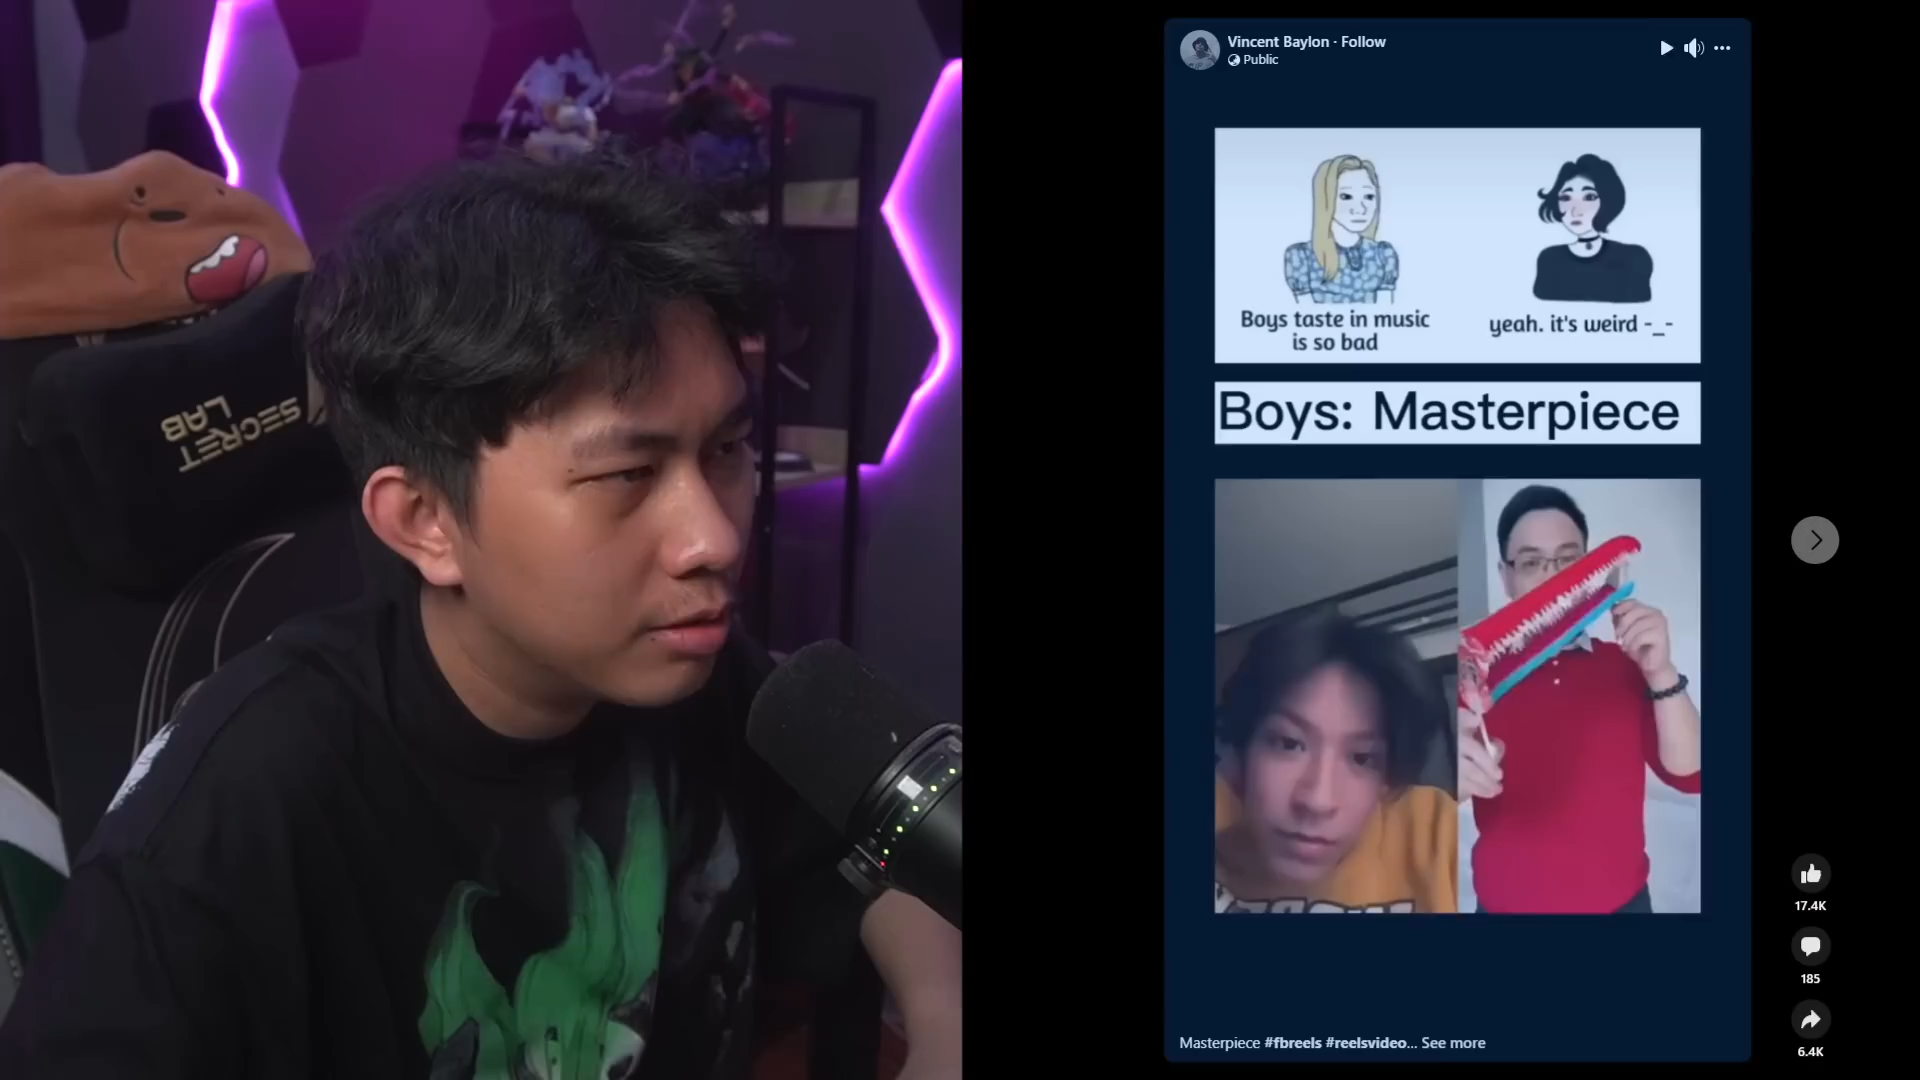 SECRET
LAB
Vincent Baylon · Follow
Public
Boys taste in music
is so bad
yeah. it's weird -_-
Boys: Masterpiece
17.4K
185
6.4K
Masterpiece #fbreels #reelsvideo... See more